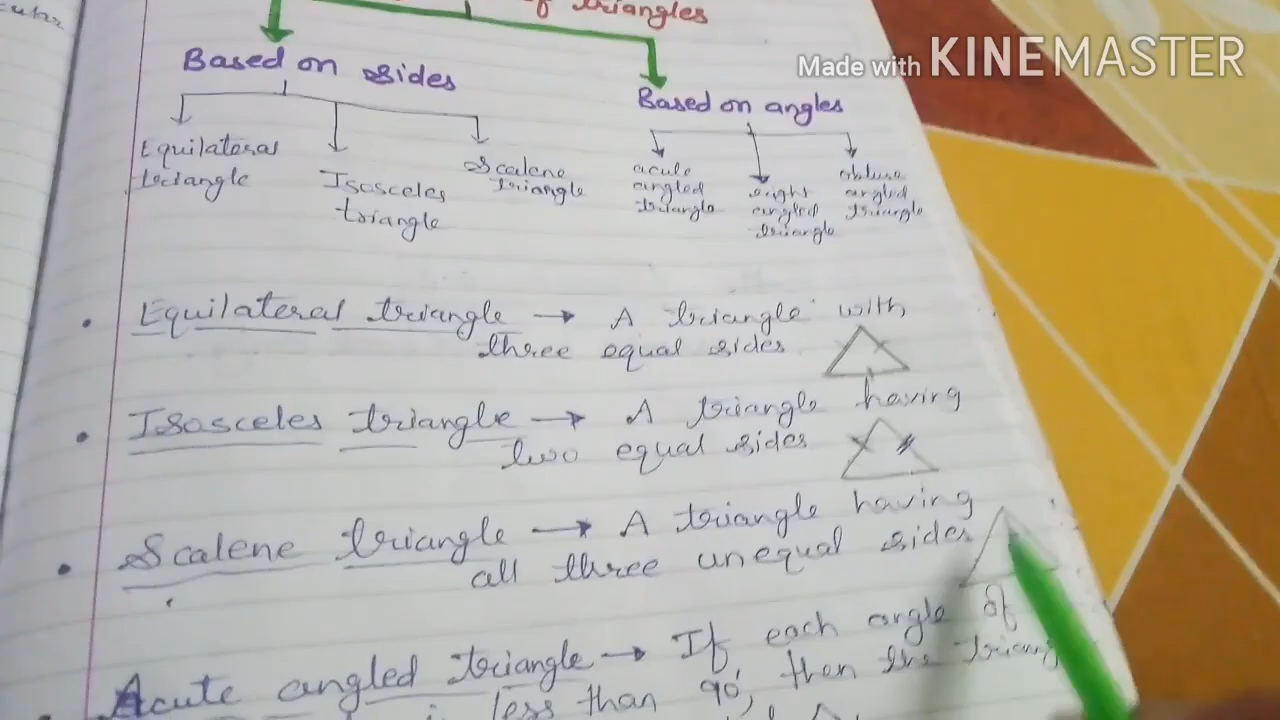 of triangles
Made with KINEMASTER
Based on sides
Based on angles
Equilateral triangle
Isosceles triangle
Scalene triangle
acute angled triangle
right angled triangle
obtuse angled triangle
• Equilateral triangle → A triangle with
three equal sides
• Isosceles triangle → A triangle having
two equal sides
• Scalene triangle → A triangle having
all three unequal sides
Acute angled triangle → If each angle of
less than 90°, then the triang